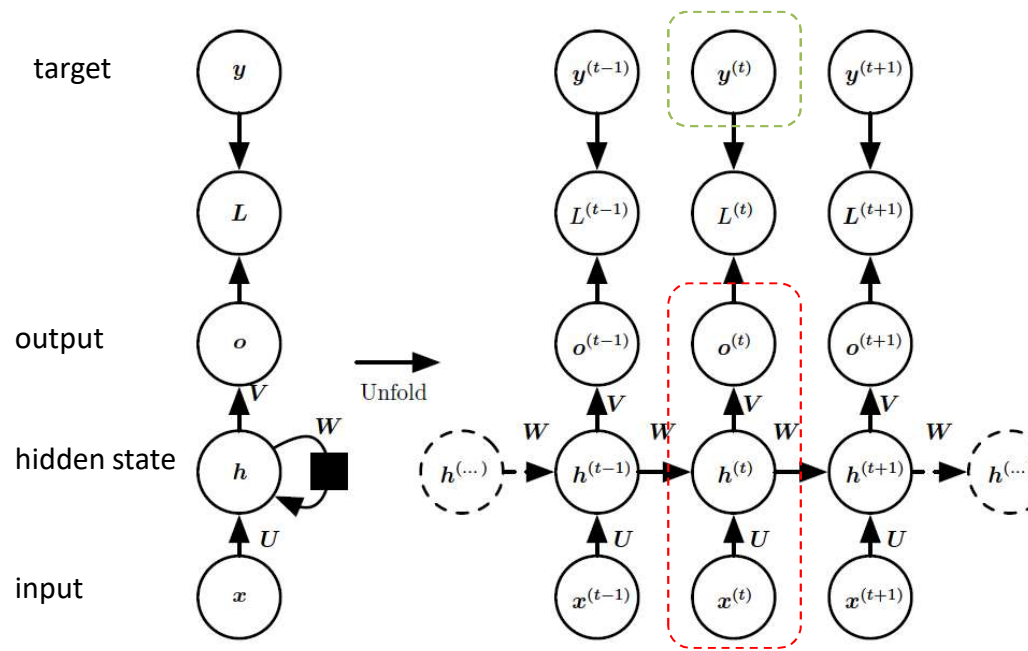 target y y^{(t-1)} y^{(t)} y^{(t+1)}
L L^{(t-1)} L^{(t)} L^{(t+1)}
output o o^{(t-1)} o^{(t)} o^{(t+1)}
Unfold
V V V V
W W W W W
hidden state h h^{(...)} h^{(t-1)} h^{(t)} h^{(t+1)} h^{(...)}
U U U U
input x x^{(t-1)} x^{(t)} x^{(t+1)}